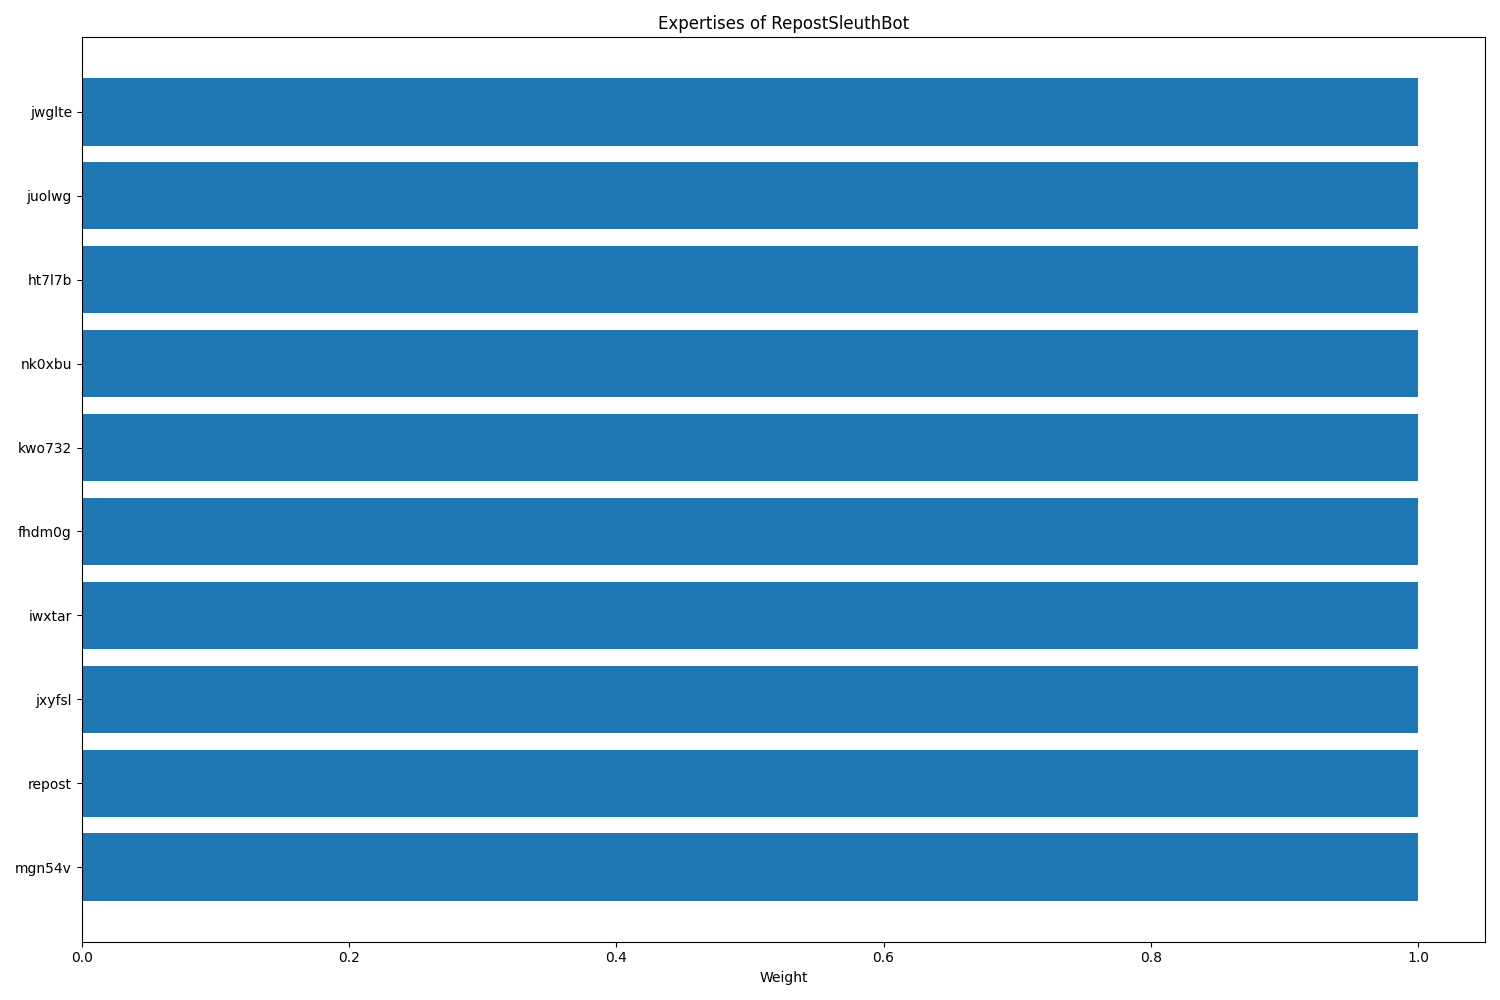 Expertises of RepostSleuthBot
jwglte
juolwg
ht7l7b
nk0xbu
kwo732
fhdm0g
iwxtar
jxyfsl
repost
mgn54v
0.0 0.2 0.4 0.6 0.8 1.0
Weight